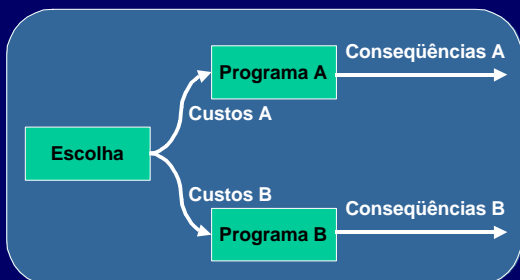 Conseqüências A
Programa A
Custos A
Escolha
Custos B
Conseqüências B
Programa B